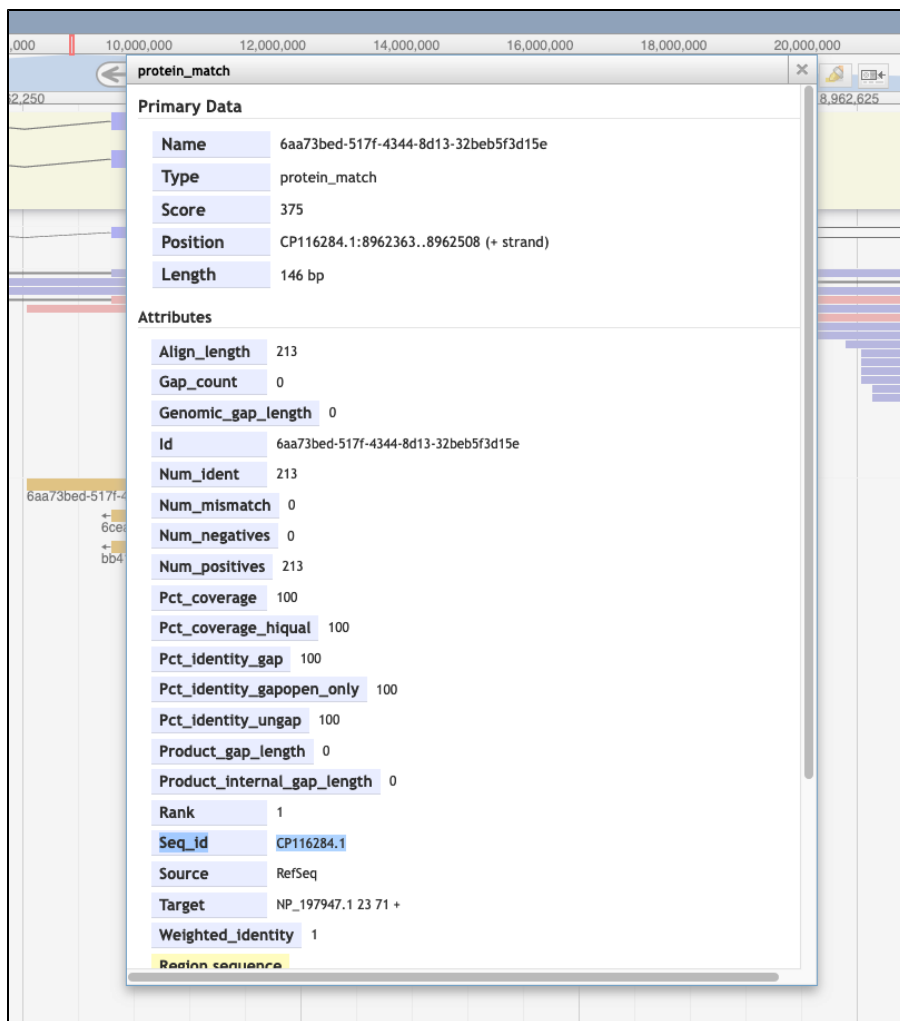 ,000 10,000,000 12,000,000 14,000,000 16,000,000 18,000,000 20,000,000
protein_match
2,250 8,962,625
Primary Data
Name 6aa73bed-517f-4344-8d13-32beb5f3d15e
Type protein_match
Score 375
Position CP116284.1:8962363..8962508 (+ strand)
Length 146 bp
Attributes
Align_length 213
Gap_count 0
Genomic_gap_length 0
Id 6aa73bed-517f-4344-8d13-32beb5f3d15e
Num_ident 213
6aa73bed-517f-4
Num_mismatch 0
6cea
Num_negatives 0
bb41
Num_positives 213
Pct_coverage 100
Pct_coverage_hiqual 100
Pct_identity_gap 100
Pct_identity_gapopen_only 100
Pct_identity_ungap 100
Product_gap_length 0
Product_internal_gap_length 0
Rank 1
Seq_id CP116284.1
Source RefSeq
Target NP_197947.1 23 71 +
Weighted_identity 1
Region sequence